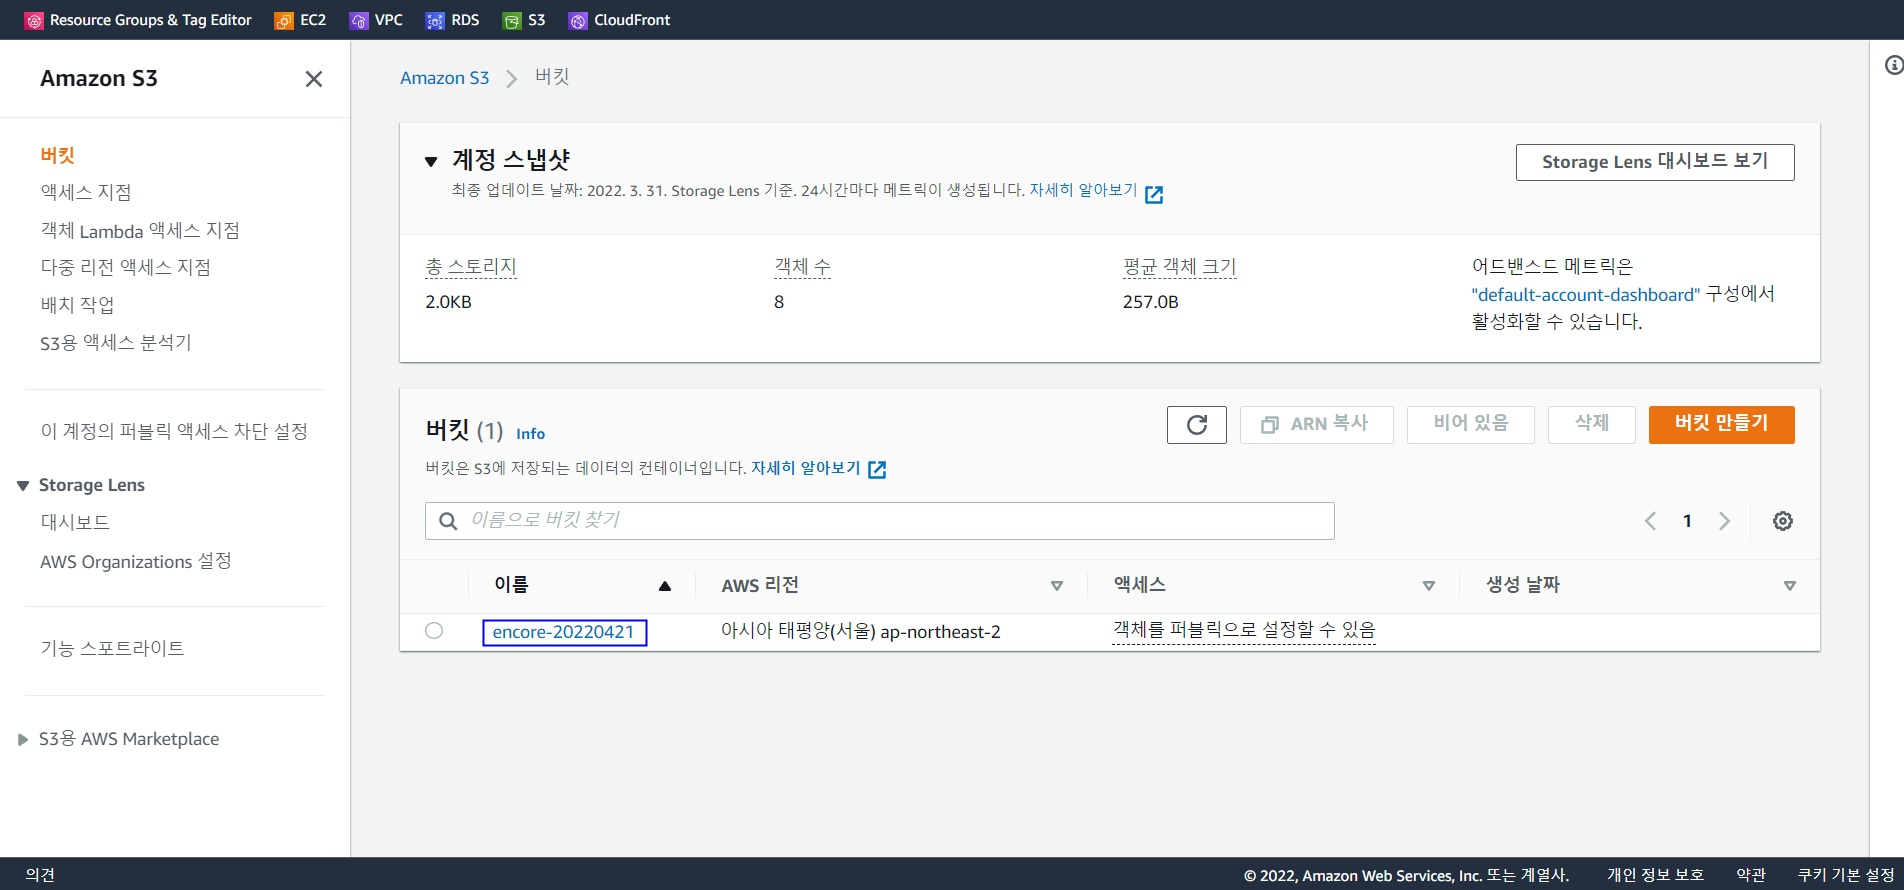 Resource Groups & Tag Editor EC2 VPC RDS S3 CloudFront
Amazon S3
버킷
액세스 지점
객체 Lambda 액세스 지점
다중 리전 액세스 지점
배치 작업
S3용 액세스 분석기
이 계정의 퍼블릭 액세스 차단 설정
Storage Lens
대시보드
AWS Organizations 설정
기능 스포트라이트
S3용 AWS Marketplace
Amazon S3 버킷
계정 스냅샷
Storage Lens 대시보드 보기
최종 업데이트 날짜: 2022. 3. 31. Storage Lens 기준. 24시간마다 메트릭이 생성됩니다. 자세히 알아보기
총 스토리지
2.0KB
객체 수
8
평균 객체 크기
257.0B
어드밴스드 메트릭은
"default-account-dashboard" 구성에서
활성화할 수 있습니다.
버킷 (1) Info
ARN 복사 비어 있음 삭제 버킷 만들기
버킷은 S3에 저장되는 데이터의 컨테이너입니다. 자세히 알아보기
이름으로 버킷 찾기
1
이름 AWS 리전 액세스 생성 날짜
encore-20220421 아시아 태평양(서울) ap-northeast-2 객체를 퍼블릭으로 설정할 수 있음
의견 © 2022, Amazon Web Services, Inc. 또는 계열사. 개인 정보 보호 약관 쿠키 기본 설정